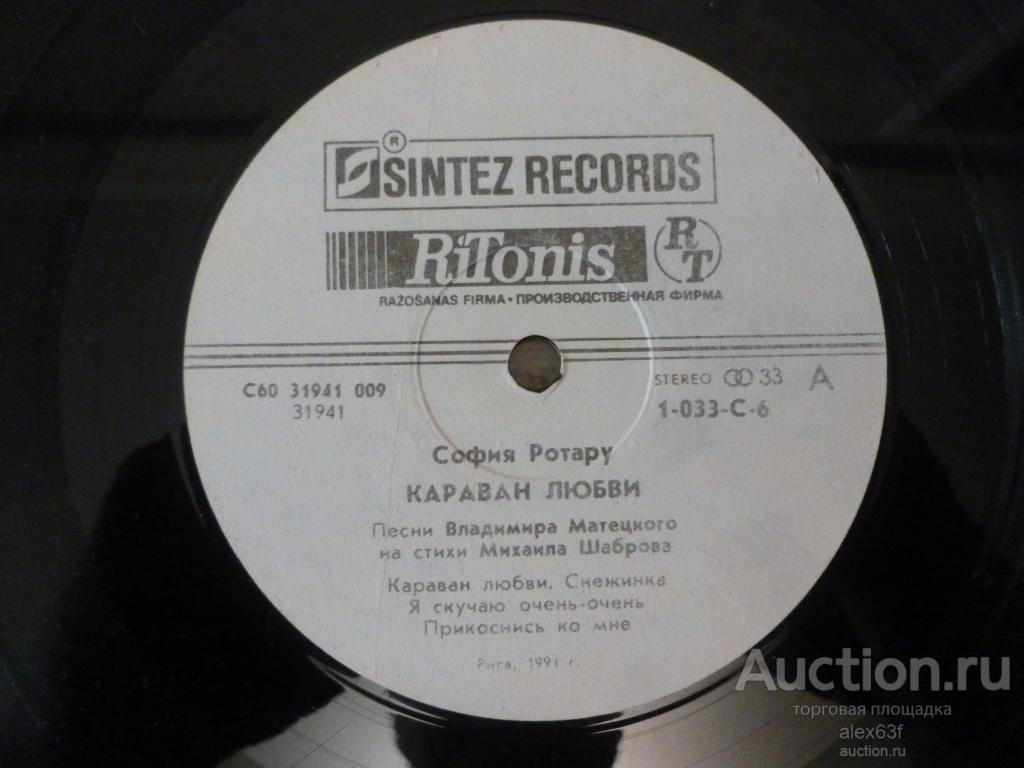 ®
SINTEZ RECORDS
RiTonis RT
RAŽOŠANAS FIRMA • ПРОИЗВОДСТВЕННАЯ ФИРМА
С60 31941 009
31941
STEREO 33 A
1-033-C-6
София Ротару
КАРАВАН ЛЮБВИ
Песни Владимира Матецкого
на стихи Михаила Шаброва
Караван любви. Снежинка
Я скучаю очень-очень
Прикоснись ко мне
Рига, 1991 г.
Auction.ru
торговая площадка
alex63f
auction.ru